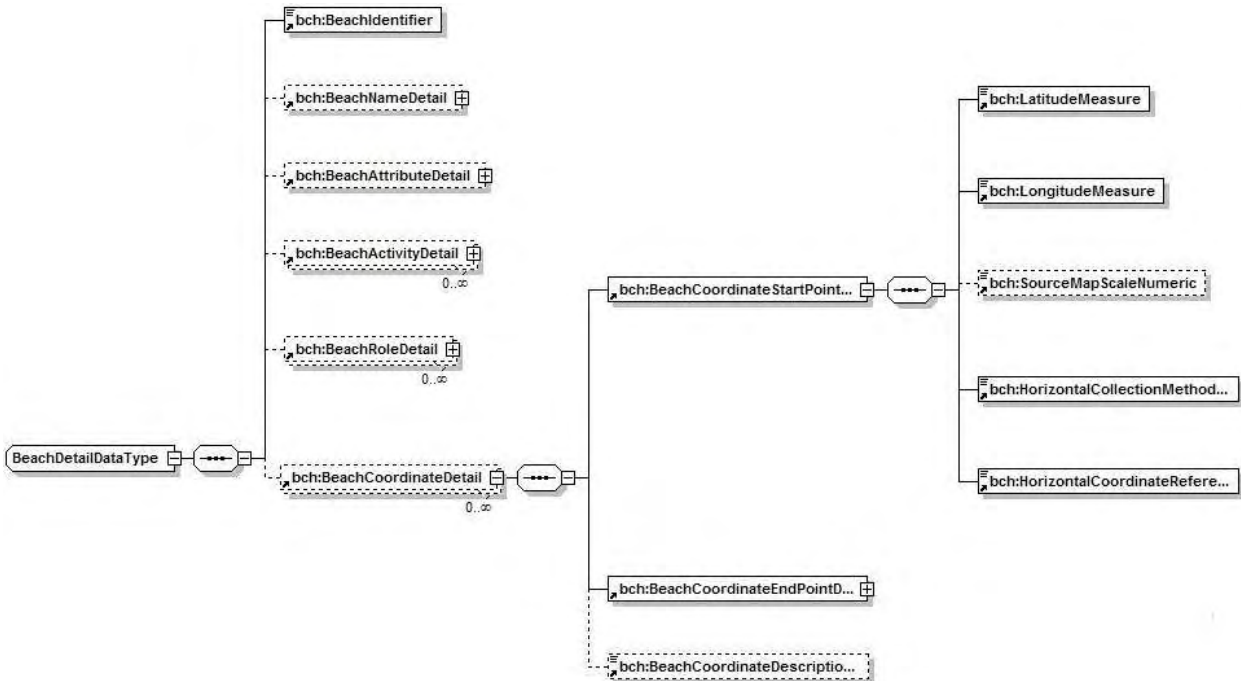 bch:BeachIdentifier
bch:BeachNameDetail
bch:BeachAttributeDetail
bch:BeachActivityDetail
0..∞
bch:BeachRoleDetail
0..∞
BeachDetailDataType
bch:BeachCoordinateDetail
0..∞
bch:BeachCoordinateStartPoint...
bch:BeachCoordinateEndPointD...
bch:BeachCoordinateDescriptio...
bch:LatitudeMeasure
bch:LongitudeMeasure
bch:SourceMapScaleNumeric
bch:HorizontalCollectionMethod...
bch:HorizontalCoordinateRefere...